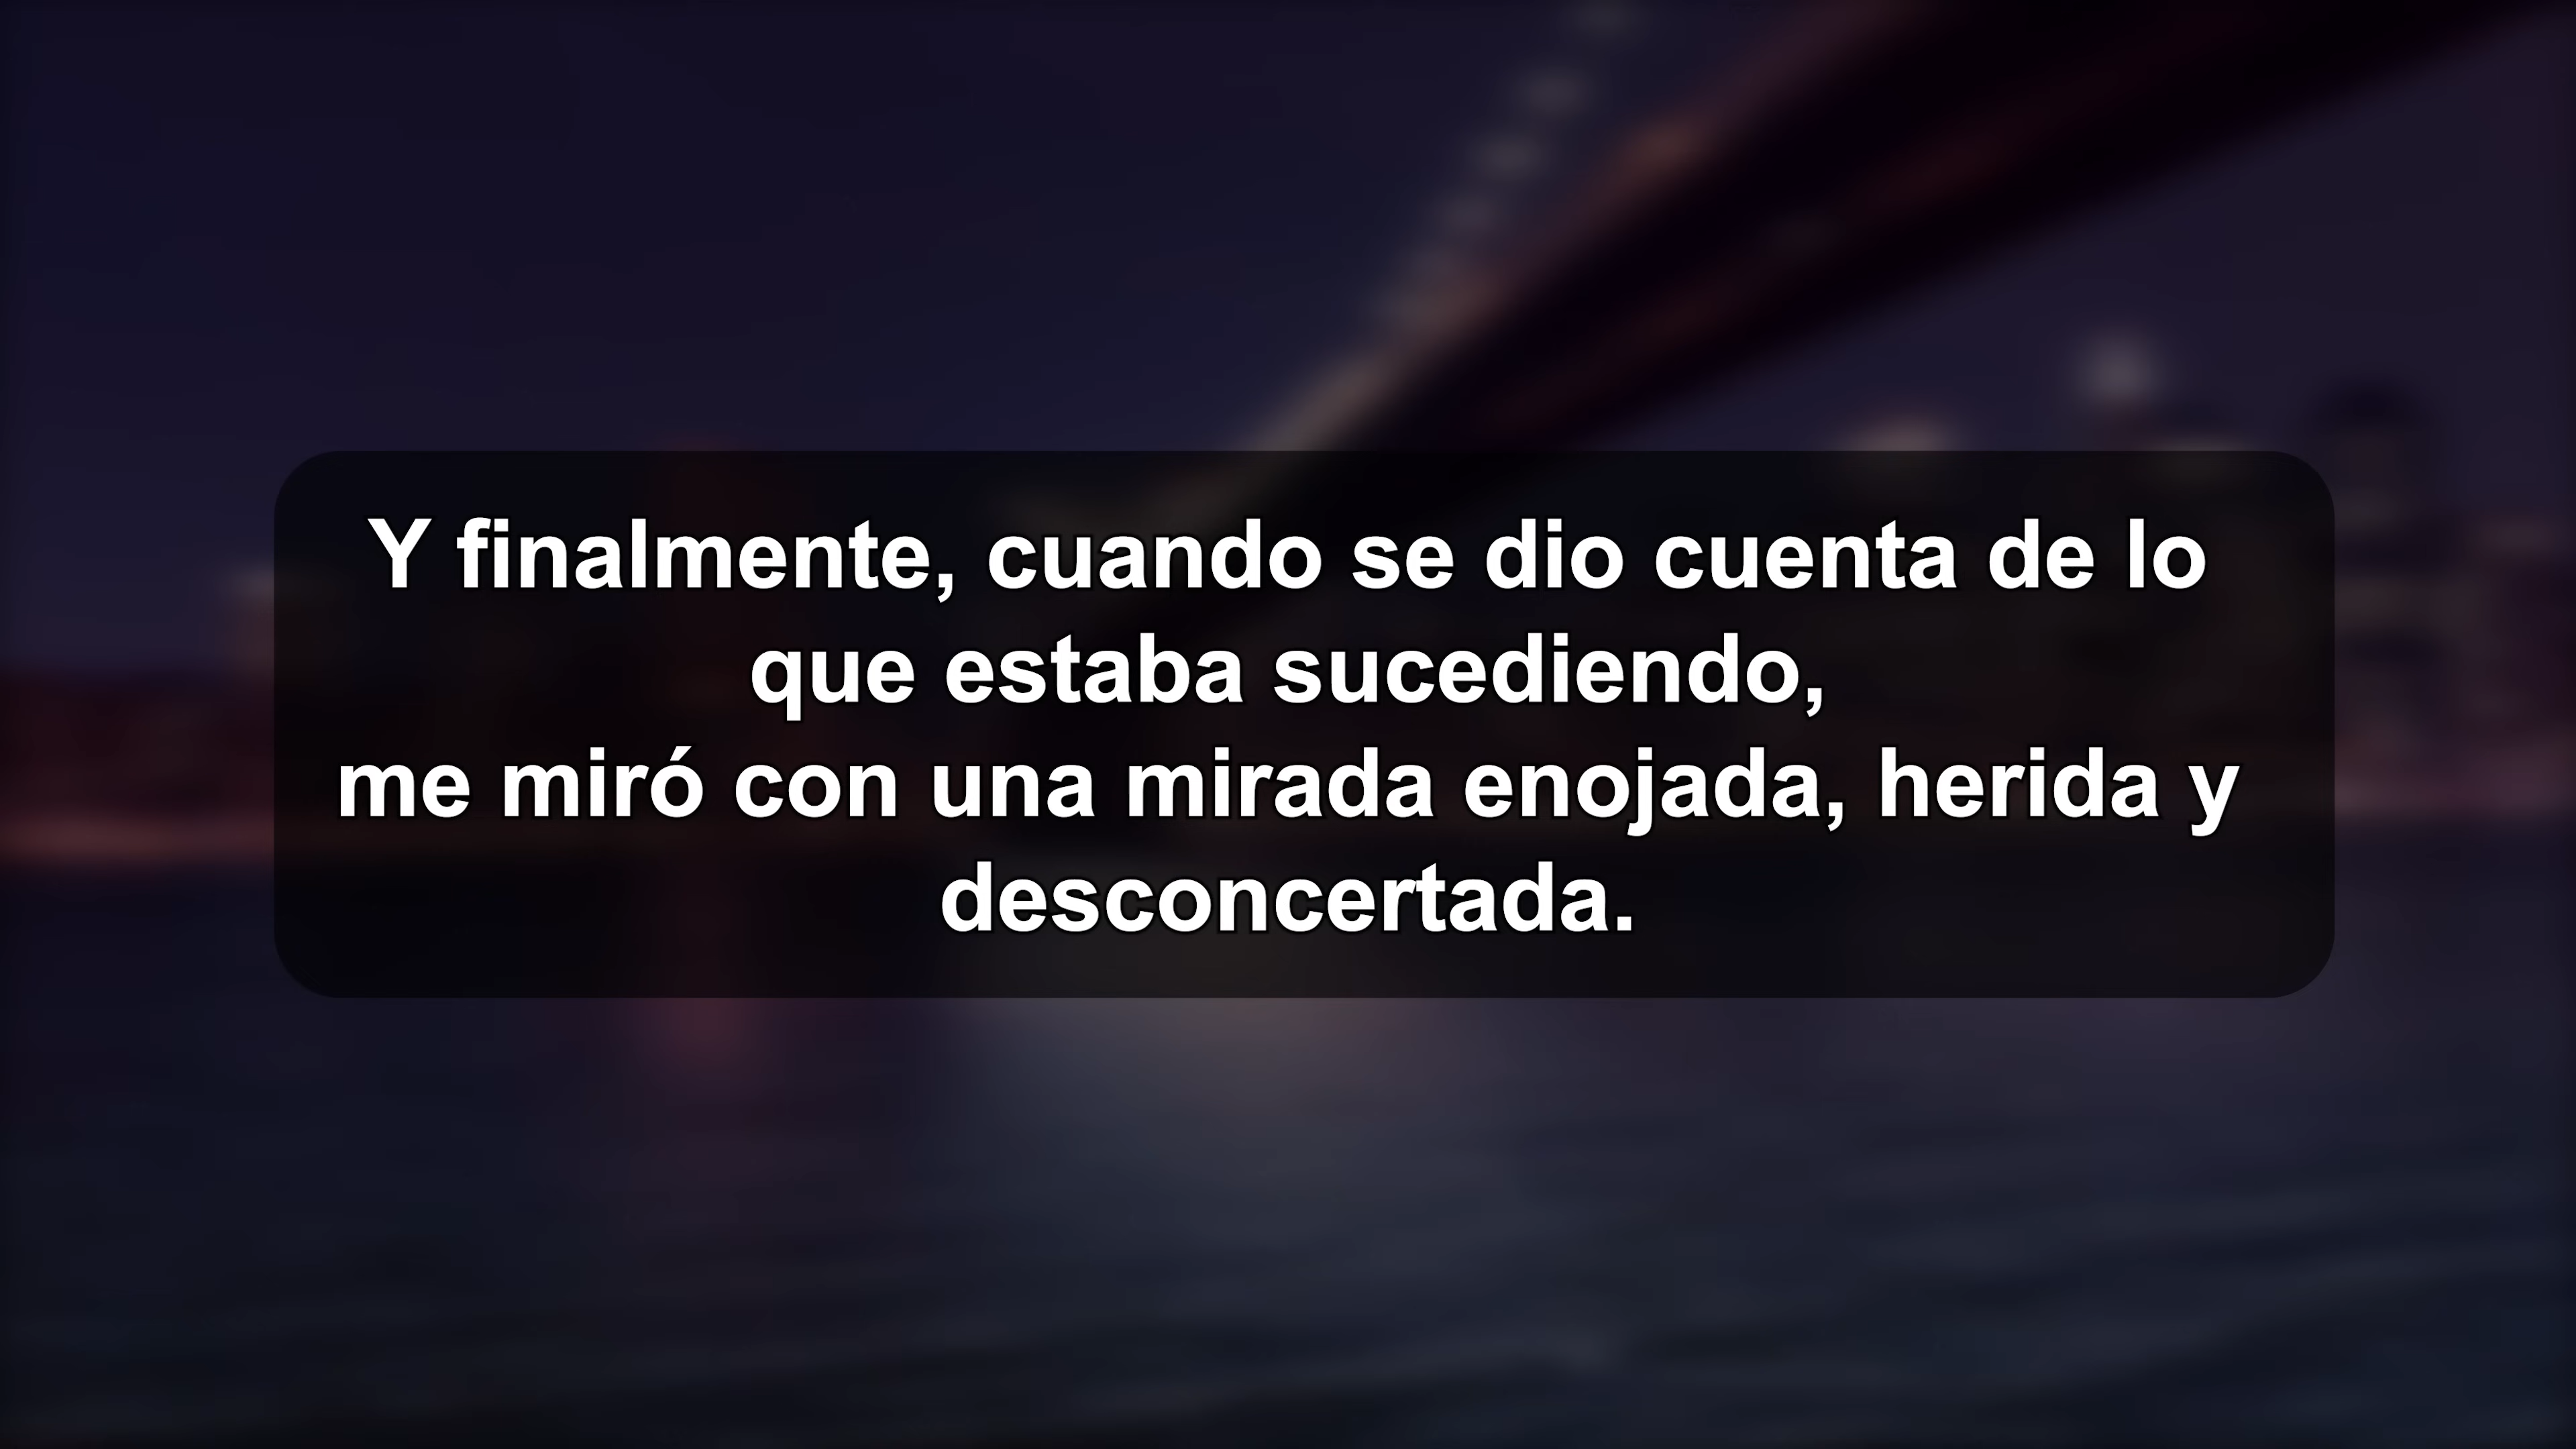 Y finalmente, cuando se dio cuenta de lo
que estaba sucediendo,
me miró con una mirada enojada, herida y
desconcertada.